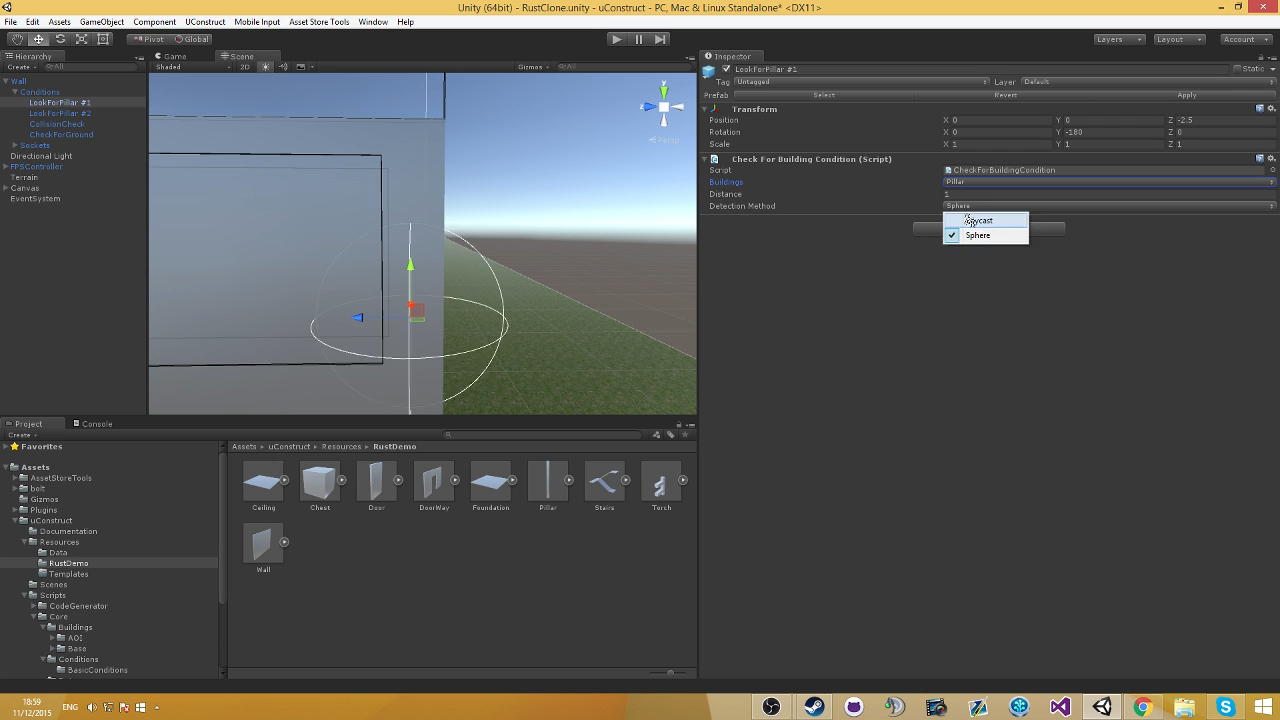 Unity (64bit) - RustClone.unity - uConstruct - PC, Mac & Linux Standalone* <DX11>
File Edit Assets GameObject Component UConstruct Mobile Input Asset Store Tools Window Help
Pivot Global Layers Layout Account
Hierarchy
Create All
Wall
Conditions
LookForPillar #1
LookForPillar #2
CollisionCheck
CheckForGround
Sockets
Directional Light
FPSController
Terrain
Canvas
EventSystem
Game Scene
Shaded 2D Gizmos All
y
z
Persp
Inspector
LookForPillar #1 Static
Tag Untagged Layer Default
Prefab Select Revert Apply
Transform
Position X 0 Y 0 Z -2.5
Rotation X 0 Y -180 Z 0
Scale X 1 Y 1 Z 1
Check For Building Condition (Script)
Script CheckForBuildingCondition
Buildings Pillar
Distance 1
Detection Method Sphere
Sphere
Project Console
Create
Favorites
Assets
AssetStoreTools
bolt
Gizmos
Plugins
uConstruct
Documentation
Resources
Data
RustDemo
Templates
Scenes
Scripts
CodeGenerator
Core
Buildings
AOI
Base
Conditions
BasicConditions
Assets uConstruct Resources RustDemo
Ceiling Chest Door DoorWay Foundation Pillar Stairs Torch
Wall
18:59
11/12/2015
ENG